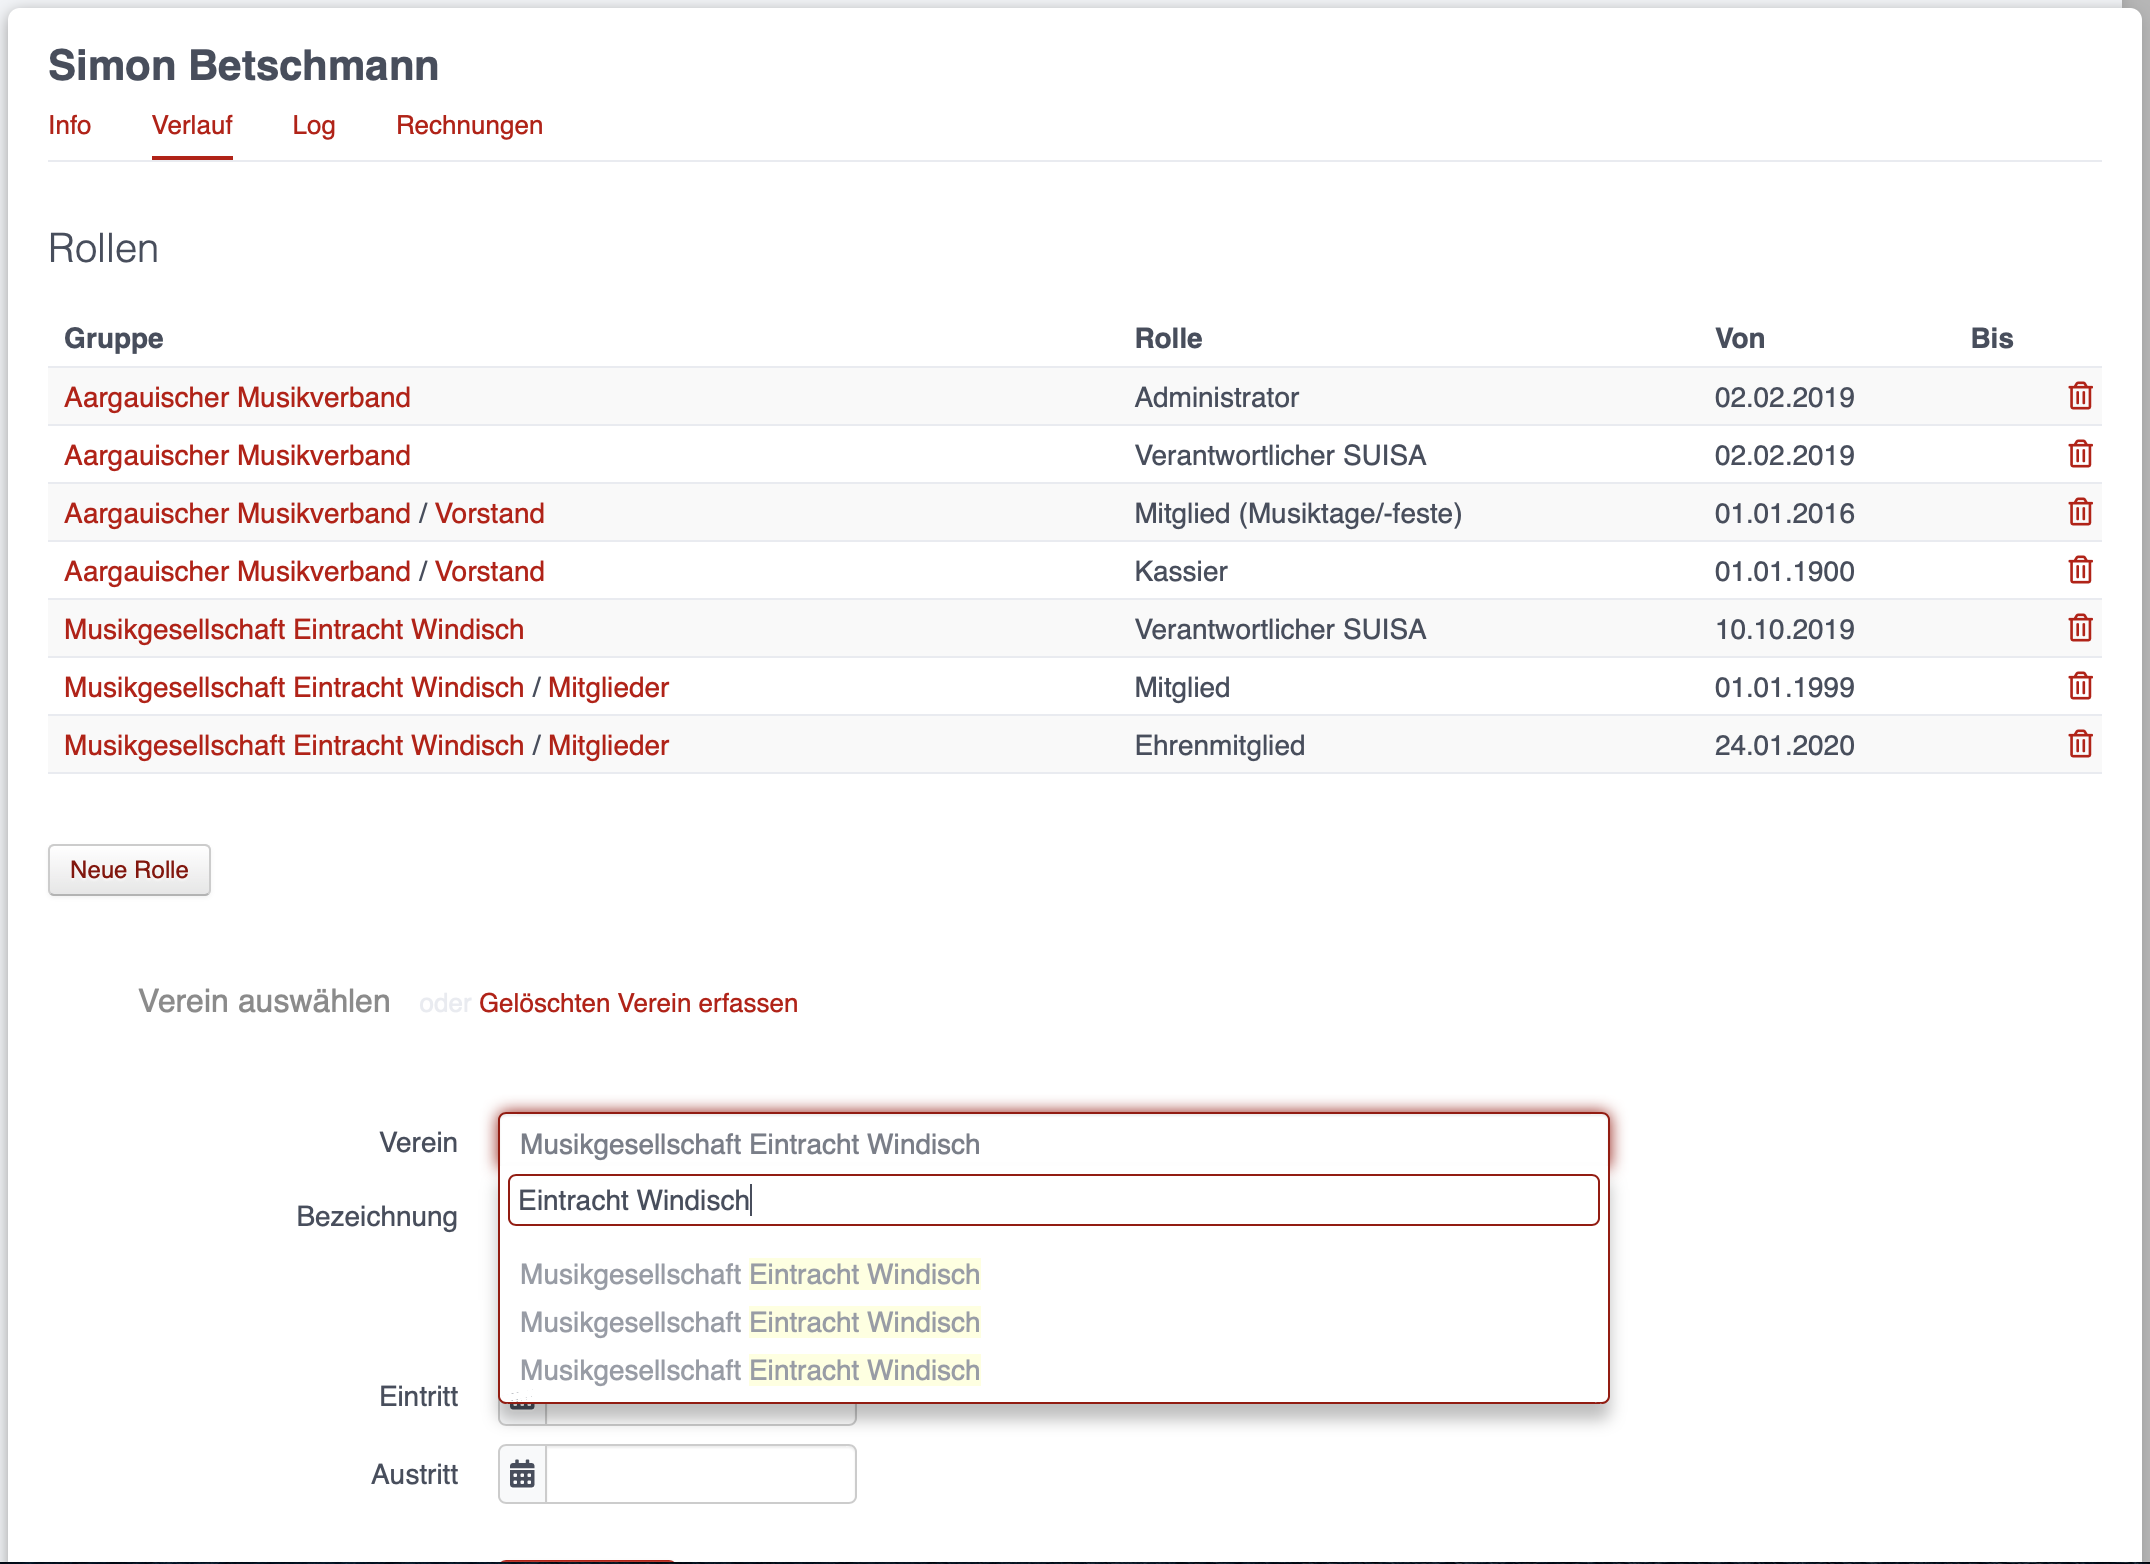 Simon Betschmann
Info Verlauf Log Rechnungen
Rollen
Gruppe Rolle Von Bis
Aargauischer Musikverband Administrator 02.02.2019
Aargauischer Musikverband Verantwortlicher SUISA 02.02.2019
Aargauischer Musikverband / Vorstand Mitglied (Musiktage/-feste) 01.01.2016
Aargauischer Musikverband / Vorstand Kassier 01.01.1900
Musikgesellschaft Eintracht Windisch Verantwortlicher SUISA 10.10.2019
Musikgesellschaft Eintracht Windisch / Mitglieder Mitglied 01.01.1999
Musikgesellschaft Eintracht Windisch / Mitglieder Ehrenmitglied 24.01.2020
Neue Rolle
Verein auswählen oder Gelöschten Verein erfassen
Verein Musikgesellschaft Eintracht Windisch
Eintracht Windisch
Bezeichnung
Musikgesellschaft Eintracht Windisch
Musikgesellschaft Eintracht Windisch
Musikgesellschaft Eintracht Windisch
Eintritt
Austritt